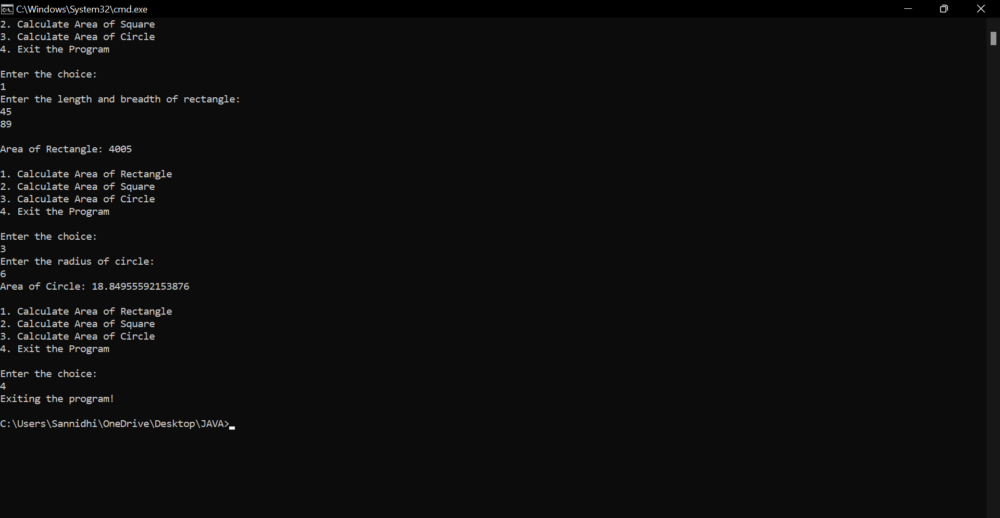 C:\Windows\System32\cmd.exe
2. Calculate Area of Square
3. Calculate Area of Circle
4. Exit the Program
Enter the choice:
1
Enter the length and breadth of rectangle:
45
89
Area of Rectangle: 4005
1. Calculate Area of Rectangle
2. Calculate Area of Square
3. Calculate Area of Circle
4. Exit the Program
Enter the choice:
3
Enter the radius of circle:
6
Area of Circle: 18.84955592153876
1. Calculate Area of Rectangle
2. Calculate Area of Square
3. Calculate Area of Circle
4. Exit the Program
Enter the choice:
4
Exiting the program!
C:\Users\Sannidhi\OneDrive\Desktop\JAVA>